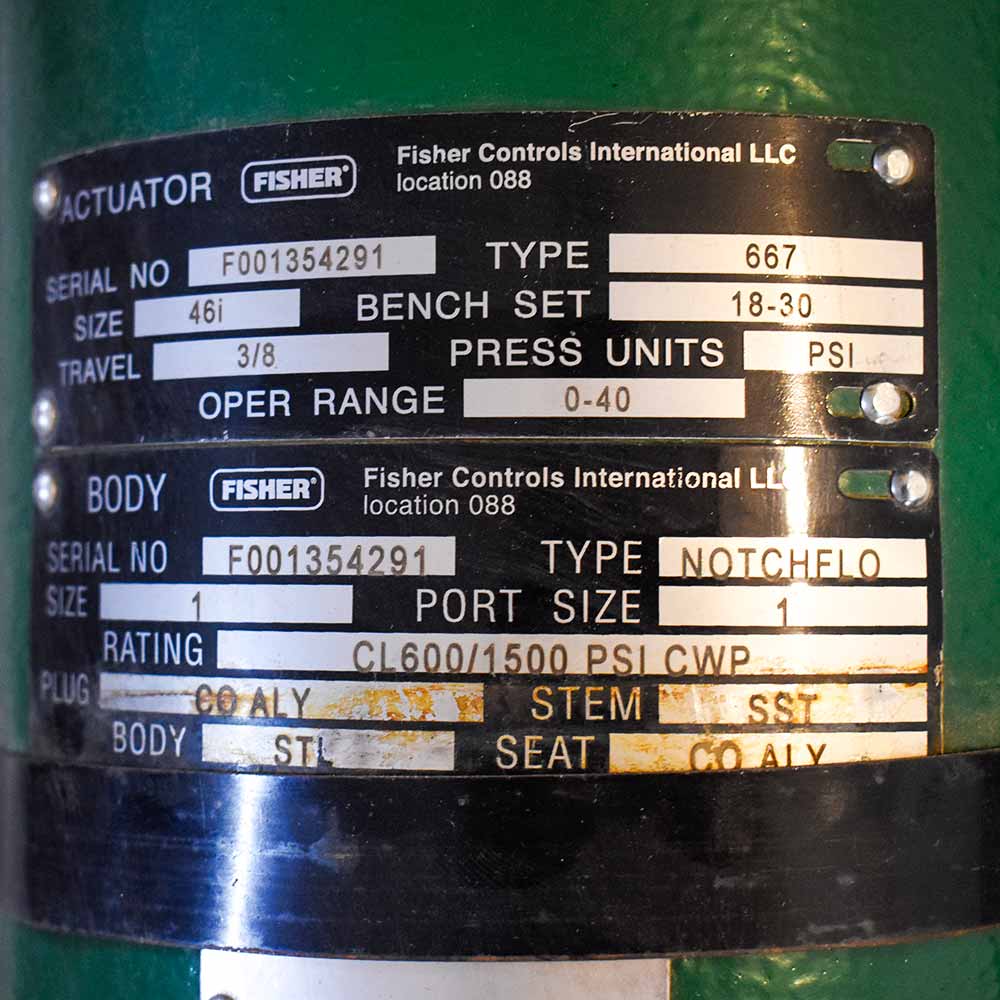 ACTUATOR FISHER® Fisher Controls International LLC
location 088
SERIAL NO F001354291 TYPE 667
SIZE 46i BENCH SET 18-30
TRAVEL 3/8 PRESS UNITS PSI
OPER RANGE 0-40
BODY FISHER® Fisher Controls International LLC
location 088
SERIAL NO F001354291 TYPE NOTCHFLO
SIZE 1 PORT SIZE 1
RATING CL600/1500 PSI CWP
PLUG CO ALY STEM SST
BODY STL SEAT CO ALY